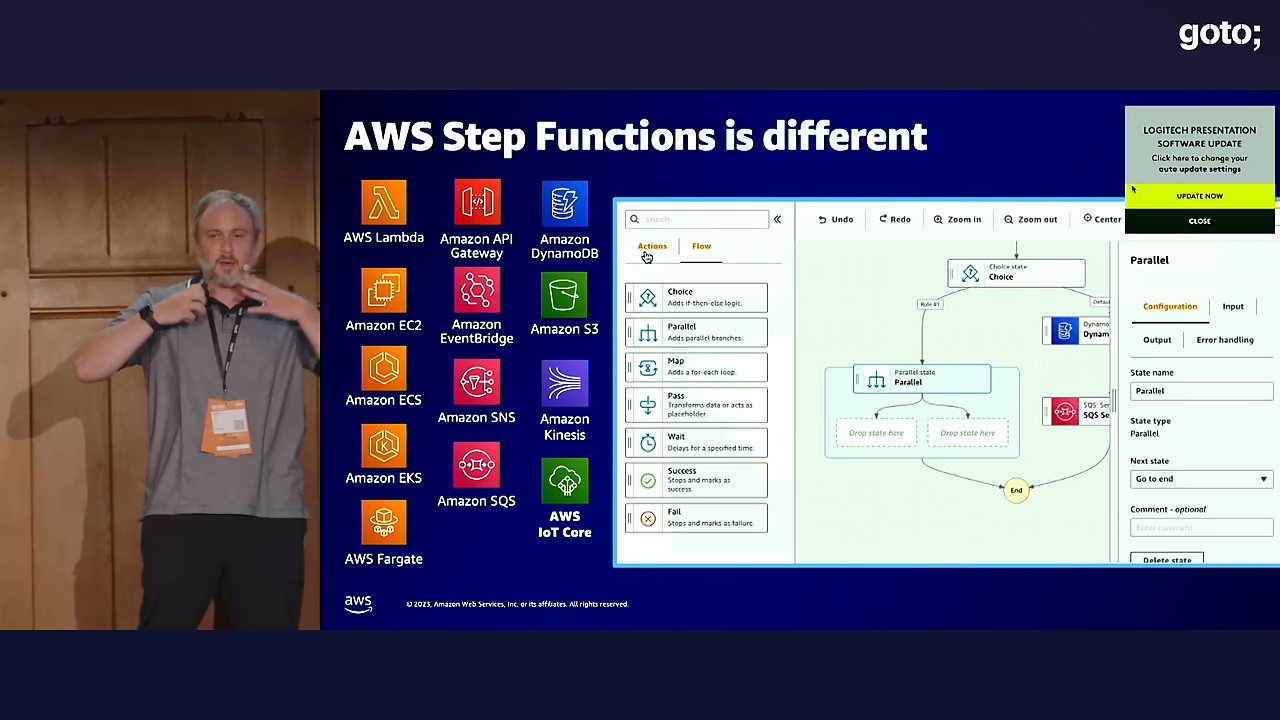 goto;
AWS Step Functions is different
LOGITECH PRESENTATION
SOFTWARE UPDATE
Click here to change your
auto update settings
UPDATE NOW
CLOSE
AWS Lambda
Amazon API
Gateway
Amazon
DynamoDB
Amazon EC2
Amazon
EventBridge
Amazon S3
Amazon ECS
Amazon SNS
Amazon
Kinesis
Amazon EKS
Amazon SQS
AWS
IoT Core
AWS Fargate
Search
Actions
Flow
Choice
Adds if-then-else logic.
Parallel
Adds parallel branches.
Map
Adds a for-each loop.
Pass
Transforms data or acts as
placeholder.
Wait
Delays for a specified time.
Success
Stops and marks as
success.
Fail
Stops and marks as failure.
Undo
Redo
Zoom in
Zoom out
Center
Choice state
Choice
Rule #1
Defaul
Dynamo
Dynam
Parallel state
Parallel
Drop state here
Drop state here
SQS: Se
SQS Se
End
Parallel
Configuration
Input
Output
Error handling
State name
Parallel
State type
Parallel
Next state
Go to end
Comment - optional
Enter comment
Delete state
aws
© 2023, Amazon Web Services, Inc. or its affiliates. All rights reserved.